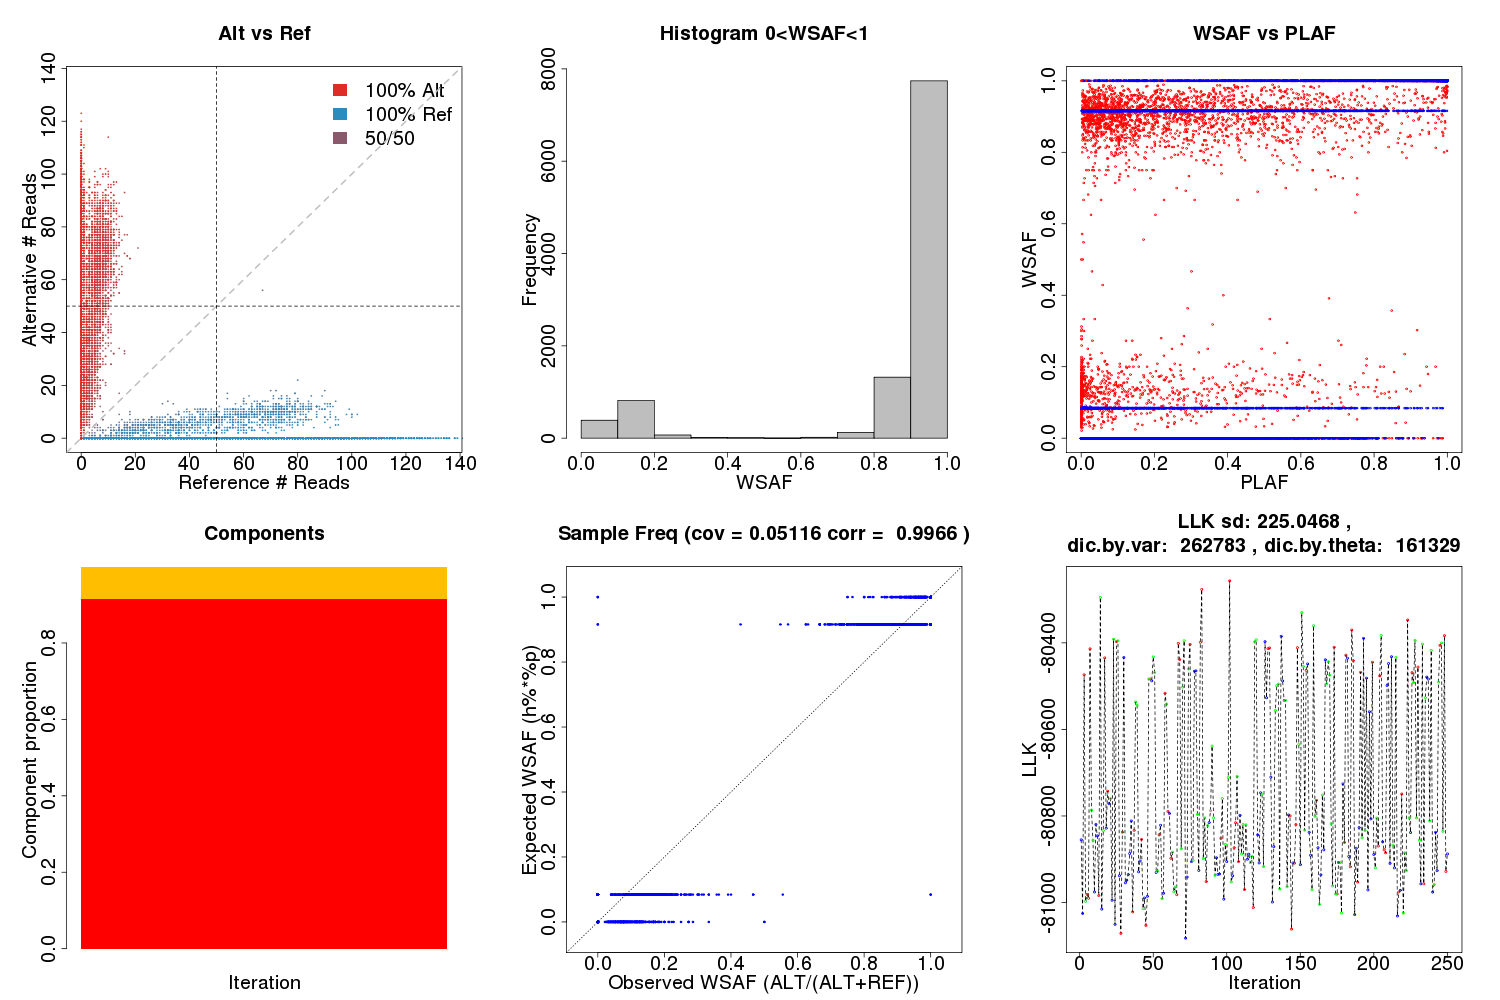 Alt vs Ref
140
120
100
80
60
40
20
0
Alternative # Reads
100% Alt
100% Ref
50/50
0 20 40 60 80 100 120 140
Reference # Reads
Histogram 0<WSAF<1
8000
6000
4000
2000
0
Frequency
0.0 0.2 0.4 0.6 0.8 1.0
WSAF
WSAF vs PLAF
1.0
0.8
0.6
0.4
0.2
0.0
WSAF
0.0 0.2 0.4 0.6 0.8 1.0
PLAF
Components
0.8
0.6
0.4
0.2
0.0
Component proportion
Iteration
Sample Freq (cov = 0.05116 corr = 0.9966 )
1.0
0.8
0.6
0.4
0.2
0.0
Expected WSAF (h%*%p)
0.0 0.2 0.4 0.6 0.8 1.0
Observed WSAF (ALT/(ALT+REF))
LLK sd: 225.0468 ,
dic.by.var: 262783 , dic.by.theta: 161329
-80400
-80600
-80800
-81000
LLK
0 50 100 150 200 250
Iteration